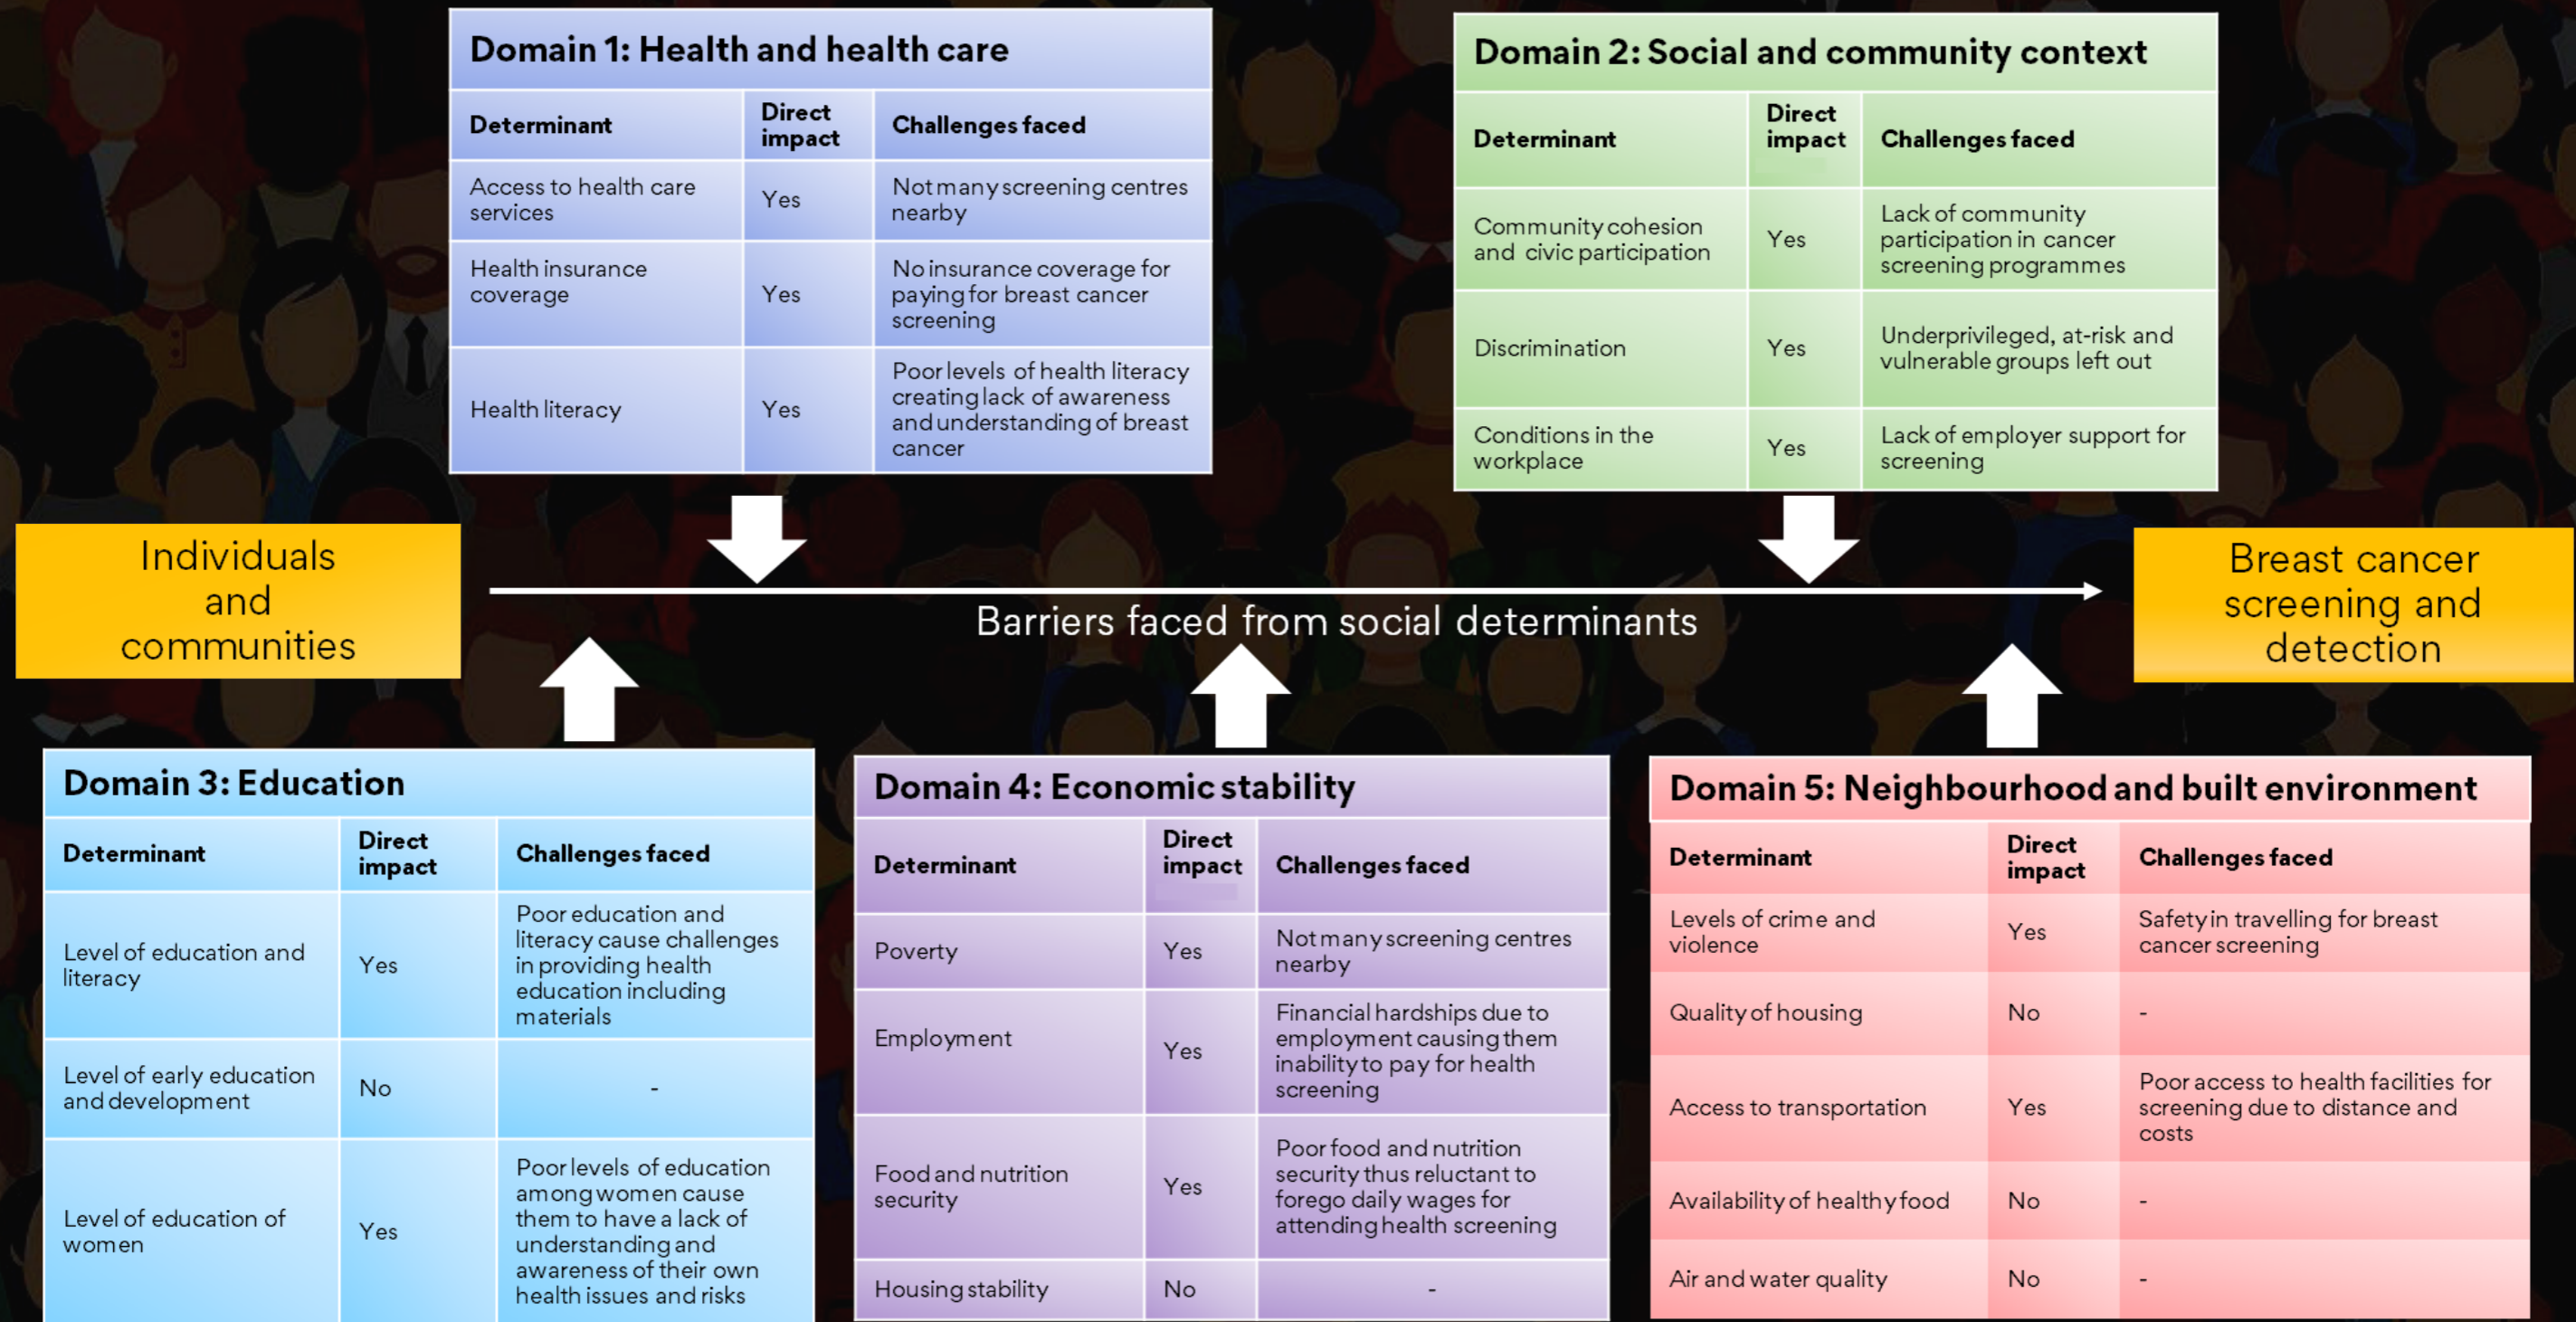 Domain 1: Health and health care
Determinant
Direct
impact
Challenges faced
Access to health care
services
Yes
Not many screening centres
nearby
Health insurance
coverage
Yes
No insurance coverage for
paying for breast cancer
screening
Health literacy
Yes
Poor levels of health literacy
creating lack of awareness
and understanding of breast
cancer
Domain 2: Social and community context
Determinant
Direct
impact
Challenges faced
Community cohesion
and civic participation
Yes
Lack of community
participation in cancer
screening programmes
Discrimination
Yes
Underprivileged, at-risk and
vulnerable groups left out
Conditions in the
workplace
Yes
Lack of employer support for
screening
Individuals
and
communities
Barriers faced from social determinants
Breast cancer
screening and
detection
Domain 3: Education
Determinant
Direct
impact
Challenges faced
Level of education and
literacy
Yes
Poor education and
literacy cause challenges
in providing health
education including
materials
Level of early education
and development
No
-
Level of education of
women
Yes
Poor levels of education
among women cause
them to have a lack of
understanding and
awareness of their own
health issues and risks
Domain 4: Economic stability
Determinant
Direct
impact
Challenges faced
Poverty
Yes
Not many screening centres
nearby
Employment
Yes
Financial hardships due to
employment causing them
inability to pay for health
screening
Food and nutrition
security
Yes
Poor food and nutrition
security thus reluctant to
forego daily wages for
attending health screening
Housing stability
No
-
Domain 5: Neighbourhood and built environment
Determinant
Direct
impact
Challenges faced
Levels of crime and
violence
Yes
Safety in travelling for breast
cancer screening
Quality of housing
No
-
Access to transportation
Yes
Poor access to health facilities for
screening due to distance and
costs
Availability of healthy food
No
-
Air and water quality
No
-